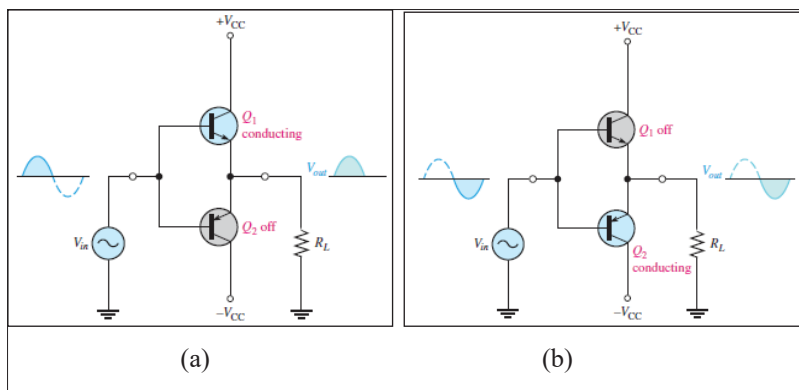 +VCC
Q1
conducting
Vout
Q2 off
Vin
RL
−VCC
(a)
+VCC
Q1 off
Vout
Vin
Q2
conducting
RL
−VCC
(b)